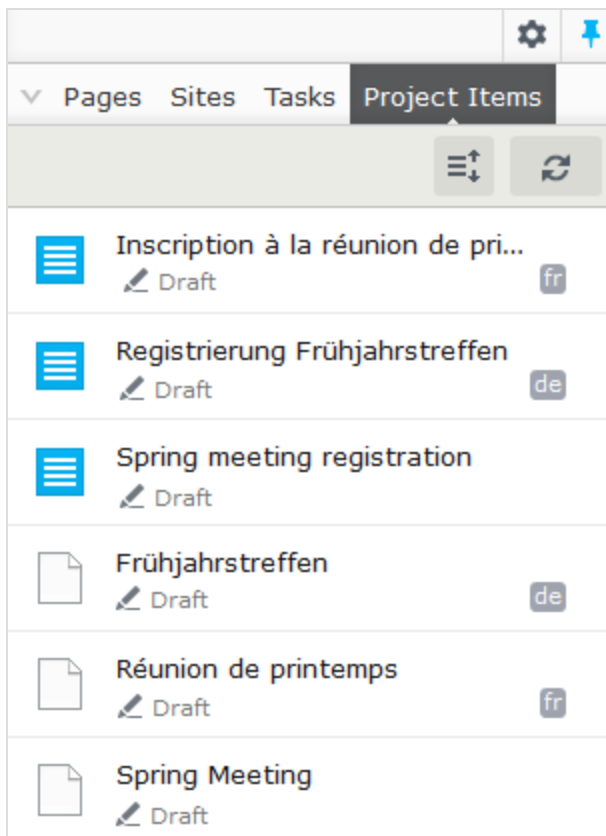 Pages Sites Tasks Project Items
Inscription à la réunion de pri...
Draft fr
Registrierung Frühjahrstreffen
Draft de
Spring meeting registration
Draft
Frühjahrstreffen
Draft de
Réunion de printemps
Draft fr
Spring Meeting
Draft